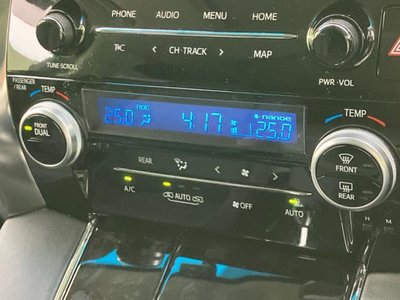 PHONE AUDIO MENU HOME
TUNE·SCROLL CH·TRACK MAP PWR·VOL
PASSENGER / REAR
TEMP TEMP
25.0 FRONT 4:17 nanoe 25.0
FRONT DUAL
REAR
FRONT
REAR
A/C
AUTO OFF AUTO
H M